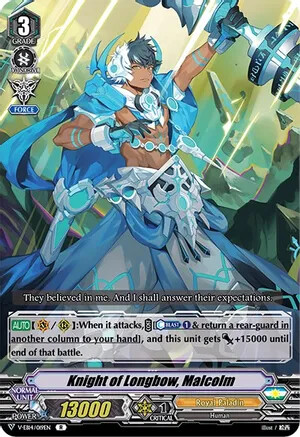 3
GRADE
FORCE
They believed in me. And I shall answer their expectations.
AUTO [ / ]:When it attacks, [C BLAST 1 & return a rear-guard in
another column to your hand], and this unit gets +15000 until
end of that battle.
Knight of Longbow, Malcolm
NORMAL UNIT
Royal Paladin
Human
POWER 13000
1 CRITICAL
V-EB14/019EN R